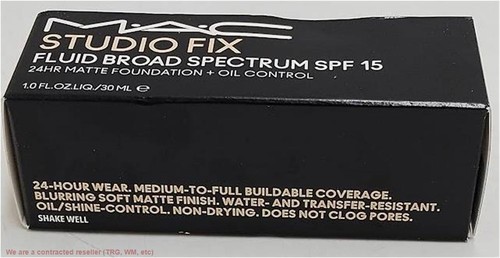 MAC
STUDIO FIX
FLUID BROAD SPECTRUM SPF 15
24HR MATTE FOUNDATION + OIL CONTROL
1.0 FL.OZ.LIQ./30 ML ℮
24-HOUR WEAR. MEDIUM-TO-FULL BUILDABLE COVERAGE.
BLURRING SOFT MATTE FINISH. WATER- AND TRANSFER-RESISTANT.
OIL/SHINE-CONTROL. NON-DRYING. DOES NOT CLOG PORES.
SHAKE WELL
We are a contracted reseller (TRG, WM, etc)